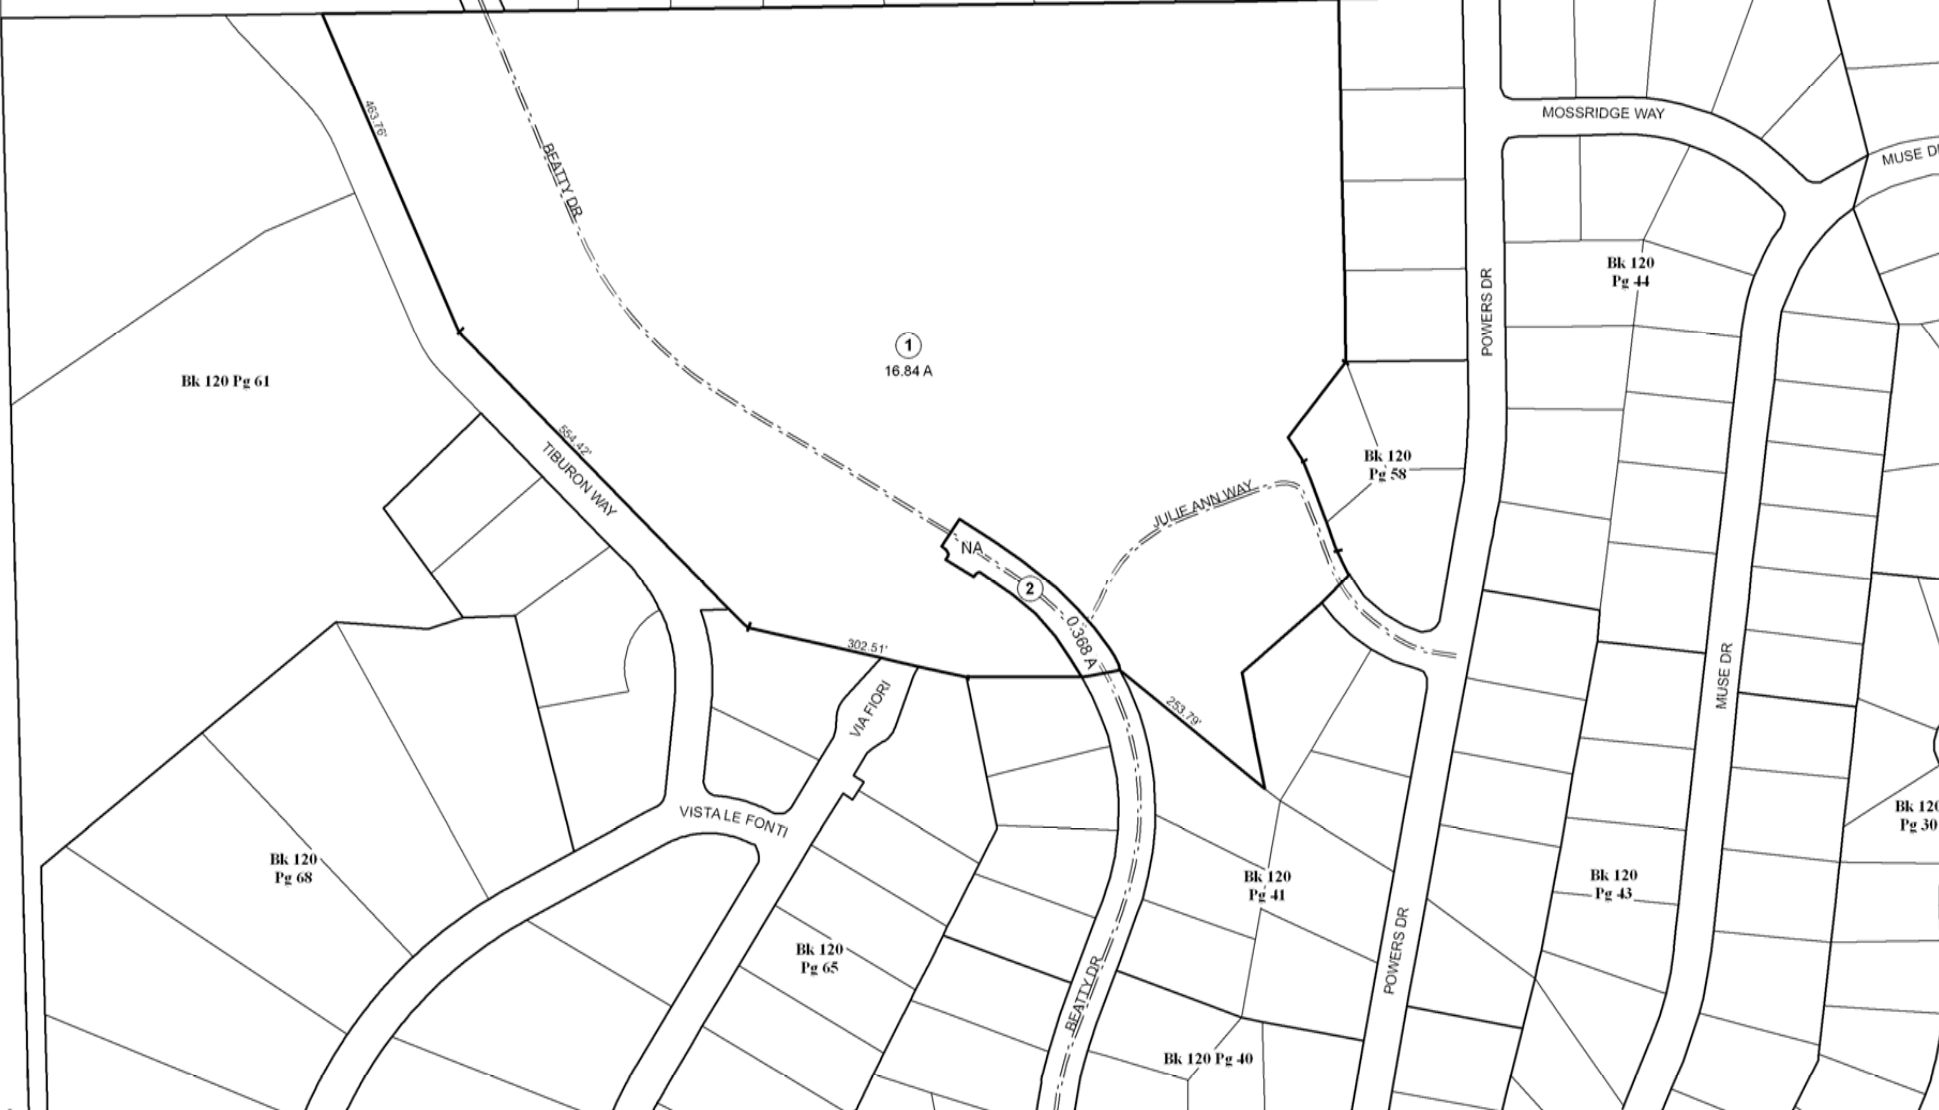 463.76'
BEATTY DR
MOSSRIDGE WAY
MUSE D
Bk 120
Pg 44
POWERS DR
1
16.84 A
Bk 120 Pg 61
554.42'
TIBURON WAY
Bk 120
Pg 58
JULIE ANN WAY
NA
2
0.368 A
302.51'
VIA FIORI
253.79'
MUSE DR
VISTA LE FONTI
Bk 120
Pg 30
Bk 120
Pg 68
Bk 120
Pg 41
Bk 120
Pg 43
Bk 120
Pg 65
POWERS DR
BEATTY DR
Bk 120 Pg 40